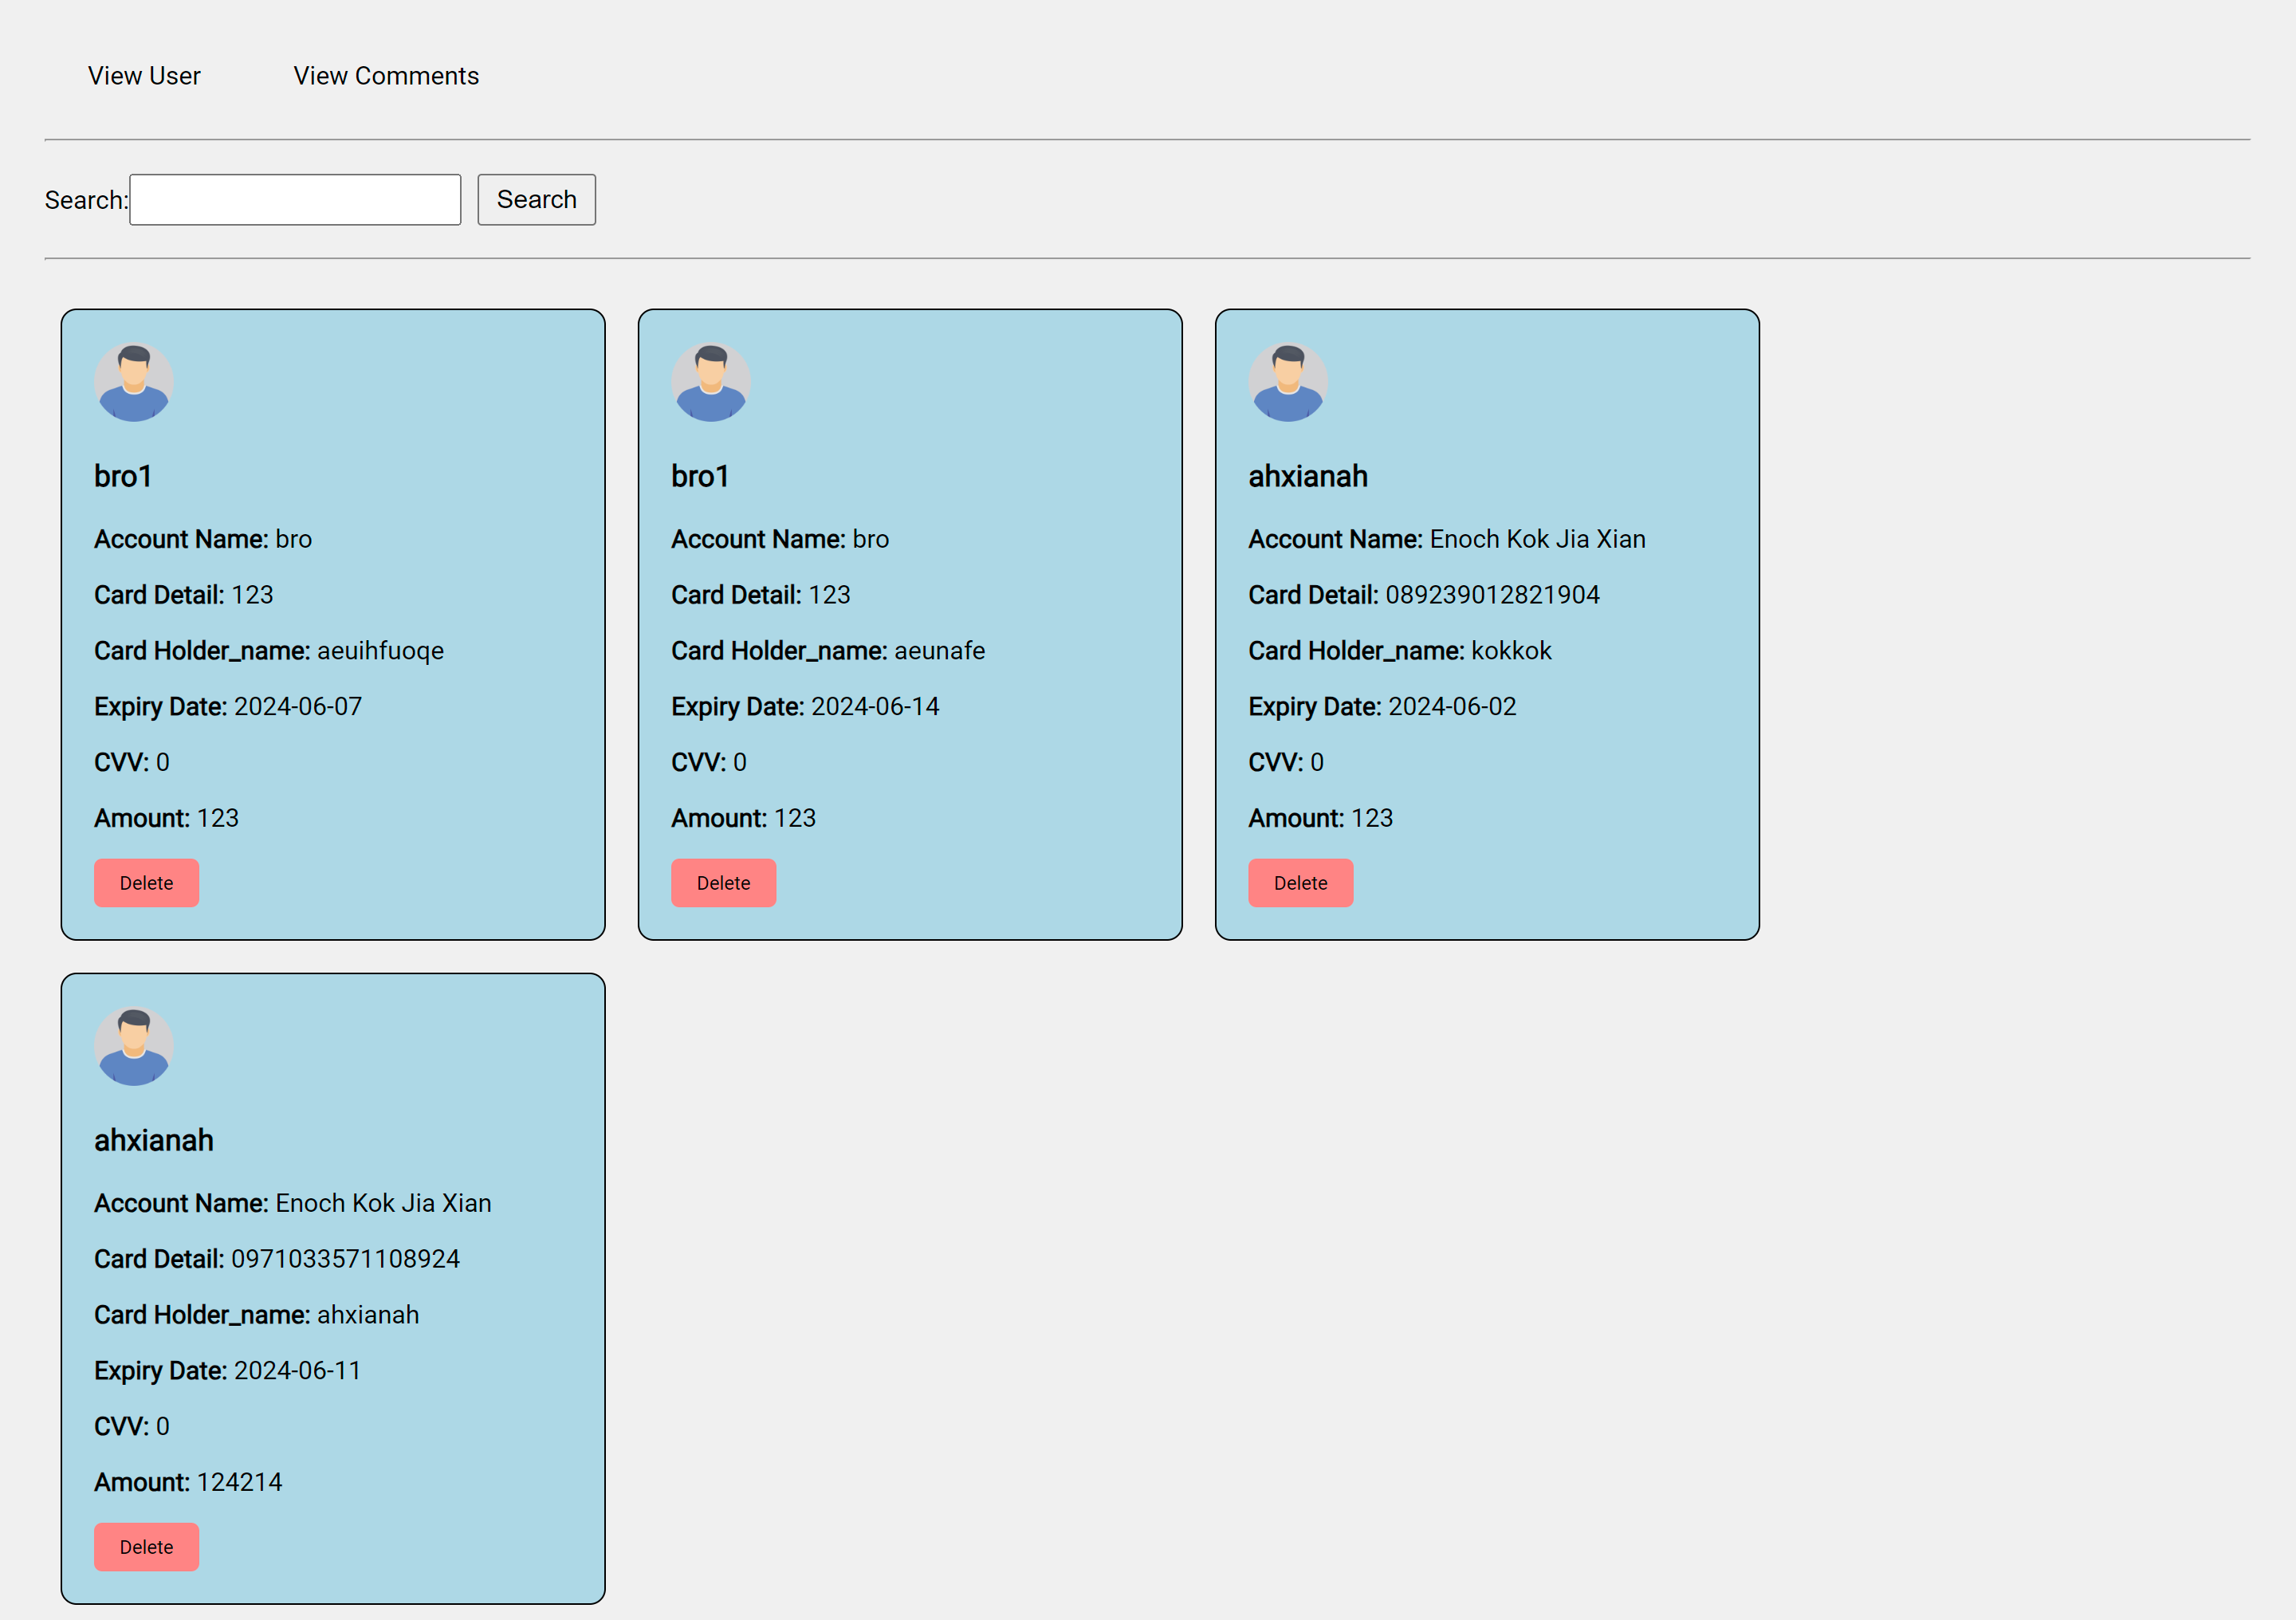 View User
View Comments
Search:
Search
bro1
Account Name: bro
Card Detail: 123
Card Holder_name: aeuihfuoqe
Expiry Date: 2024-06-07
CVV: 0
Amount: 123
Delete
bro1
Account Name: bro
Card Detail: 123
Card Holder_name: aeunafe
Expiry Date: 2024-06-14
CVV: 0
Amount: 123
Delete
ahxianah
Account Name: Enoch Kok Jia Xian
Card Detail: 089239012821904
Card Holder_name: kokkok
Expiry Date: 2024-06-02
CVV: 0
Amount: 123
Delete
ahxianah
Account Name: Enoch Kok Jia Xian
Card Detail: 0971033571108924
Card Holder_name: ahxianah
Expiry Date: 2024-06-11
CVV: 0
Amount: 124214
Delete